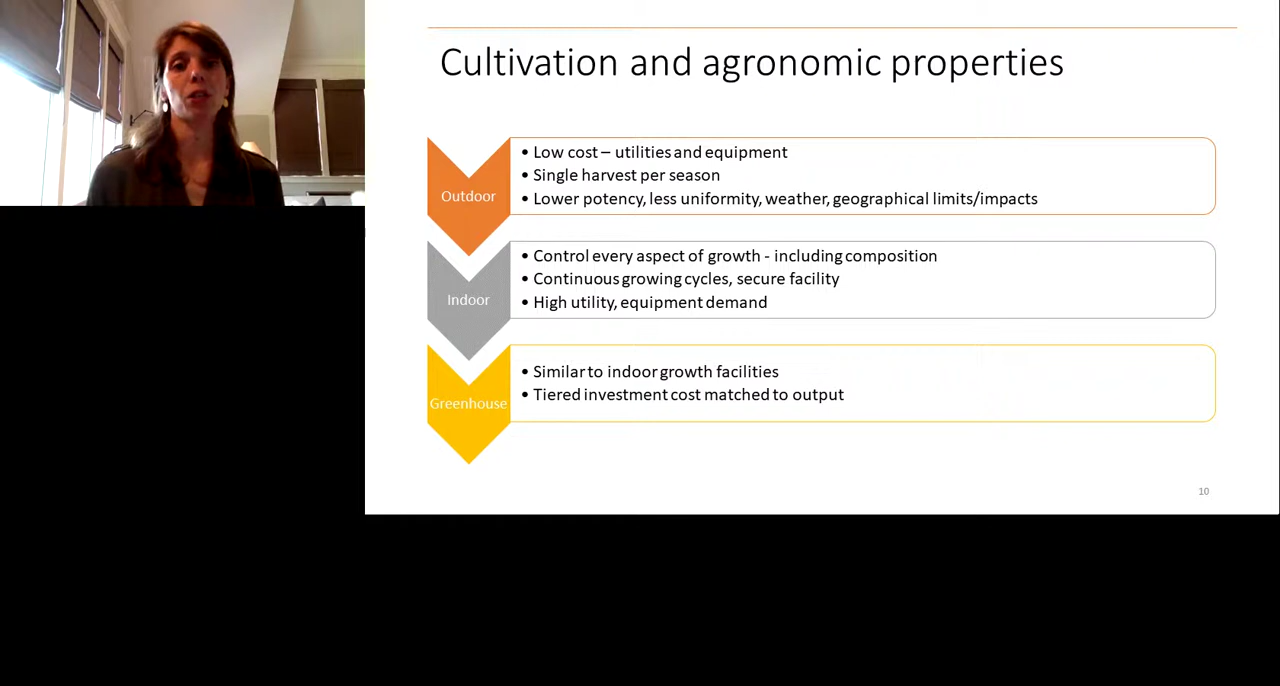 Cultivation and agronomic properties
Outdoor
• Low cost – utilities and equipment
• Single harvest per season
• Lower potency, less uniformity, weather, geographical limits/impacts
Indoor
• Control every aspect of growth - including composition
• Continuous growing cycles, secure facility
• High utility, equipment demand
Greenhouse
• Similar to indoor growth facilities
• Tiered investment cost matched to output
10